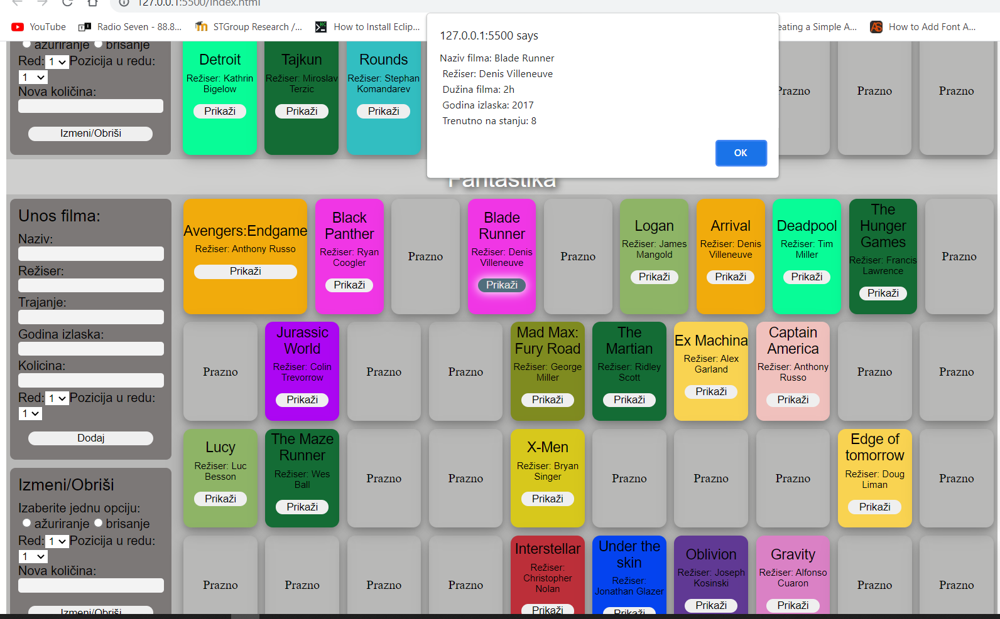 127.0.0.1:5500/index.html
YouTube
Radio Seven - 88.8...
STGroup Research /...
How to Install Eclip...
eating a Simple A...
How to Add Font A...
127.0.0.1:5500 says
Naziv filma: Blade Runner
Režiser: Denis Villeneuve
Dužina filma: 2h
Godina izlaska: 2017
Trenutno na stanju: 8
OK
ažuriranje brisanje
Red: 1 Pozicija u redu:
1
Nova količina:
Izmeni/Obriši
Detroit
Režiser: Kathrin
Bigelow
Prikaži
Tajkun
Režiser: Miroslav
Terzic
Prikaži
Rounds
Režiser: Stephan
Komandarev
Prikaži
Prazno
Prazno
Prazno
Fantastika
Unos filma:
Naziv:
Režiser:
Trajanje:
Godina izlaska:
Kolicina:
Red: 1 Pozicija u redu:
1
Dodaj
Izmeni/Obriši
Izaberite jednu opciju:
ažuriranje brisanje
Red: 1 Pozicija u redu:
1
Nova količina:
Izmeni/Obriši
Avengers:Endgame
Režiser: Anthony Russo
Prikaži
Black
Panther
Režiser: Ryan
Coogler
Prikaži
Prazno
Blade
Runner
Režiser: Denis
Villeneuve
Prikaži
Prazno
Logan
Režiser: James
Mangold
Prikaži
Arrival
Režiser: Denis
Villeneuve
Prikaži
Deadpool
Režiser: Tim
Miller
Prikaži
The
Hunger
Games
Režiser: Francis
Lawrence
Prikaži
Prazno
Prazno
Jurassic
World
Režiser: Colin
Trevorrow
Prikaži
Prazno
Prazno
Mad Max:
Fury Road
Režiser: George
Miller
Prikaži
The
Martian
Režiser: Ridley
Scott
Prikaži
Ex Machina
Režiser: Alex
Garland
Prikaži
Captain
America
Režiser: Anthony
Russo
Prikaži
Prazno
Prazno
Lucy
Režiser: Luc
Besson
Prikaži
The Maze
Runner
Režiser: Wes
Ball
Prikaži
Prazno
Prazno
X-Men
Režiser: Bryan
Singer
Prikaži
Prazno
Prazno
Prazno
Edge of
tomorrow
Režiser: Doug
Liman
Prikaži
Prazno
Prazno
Prazno
Prazno
Prazno
Interstellar
Režiser:
Christopher
Nolan
Prikaži
Under the
skin
Režiser:
Jonathan Glazer
Prikaži
Oblivion
Režiser: Joseph
Kosinski
Prikaži
Gravity
Režiser: Alfonso
Cuaron
Prikaži
Prazno
Prazno